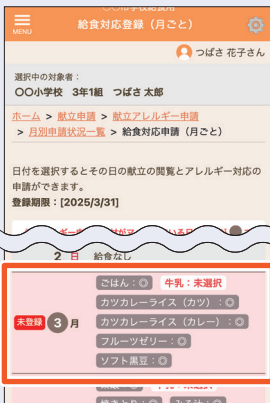 MENU
給食対応登録（月ごと）
つばさ 花子さん
選択中の対象者：
〇〇小学校 3年1組 つばさ 太郎
ホーム > 献立申請 > 献立アレルギー申請
> 月別申請状況一覧 > 給食対応申請（月ごと）
日付を選択するとその日の献立の閲覧とアレルギー対応の
申請ができます。
登録期限：[2025/3/31]
2 日 給食なし
ごはん：◎ 牛乳：未選択
カツカレーライス（カツ）：◎
未登録 3 月 カツカレーライス（カレー）：◎
フルーツゼリー：◎
ソフト黒豆：◎